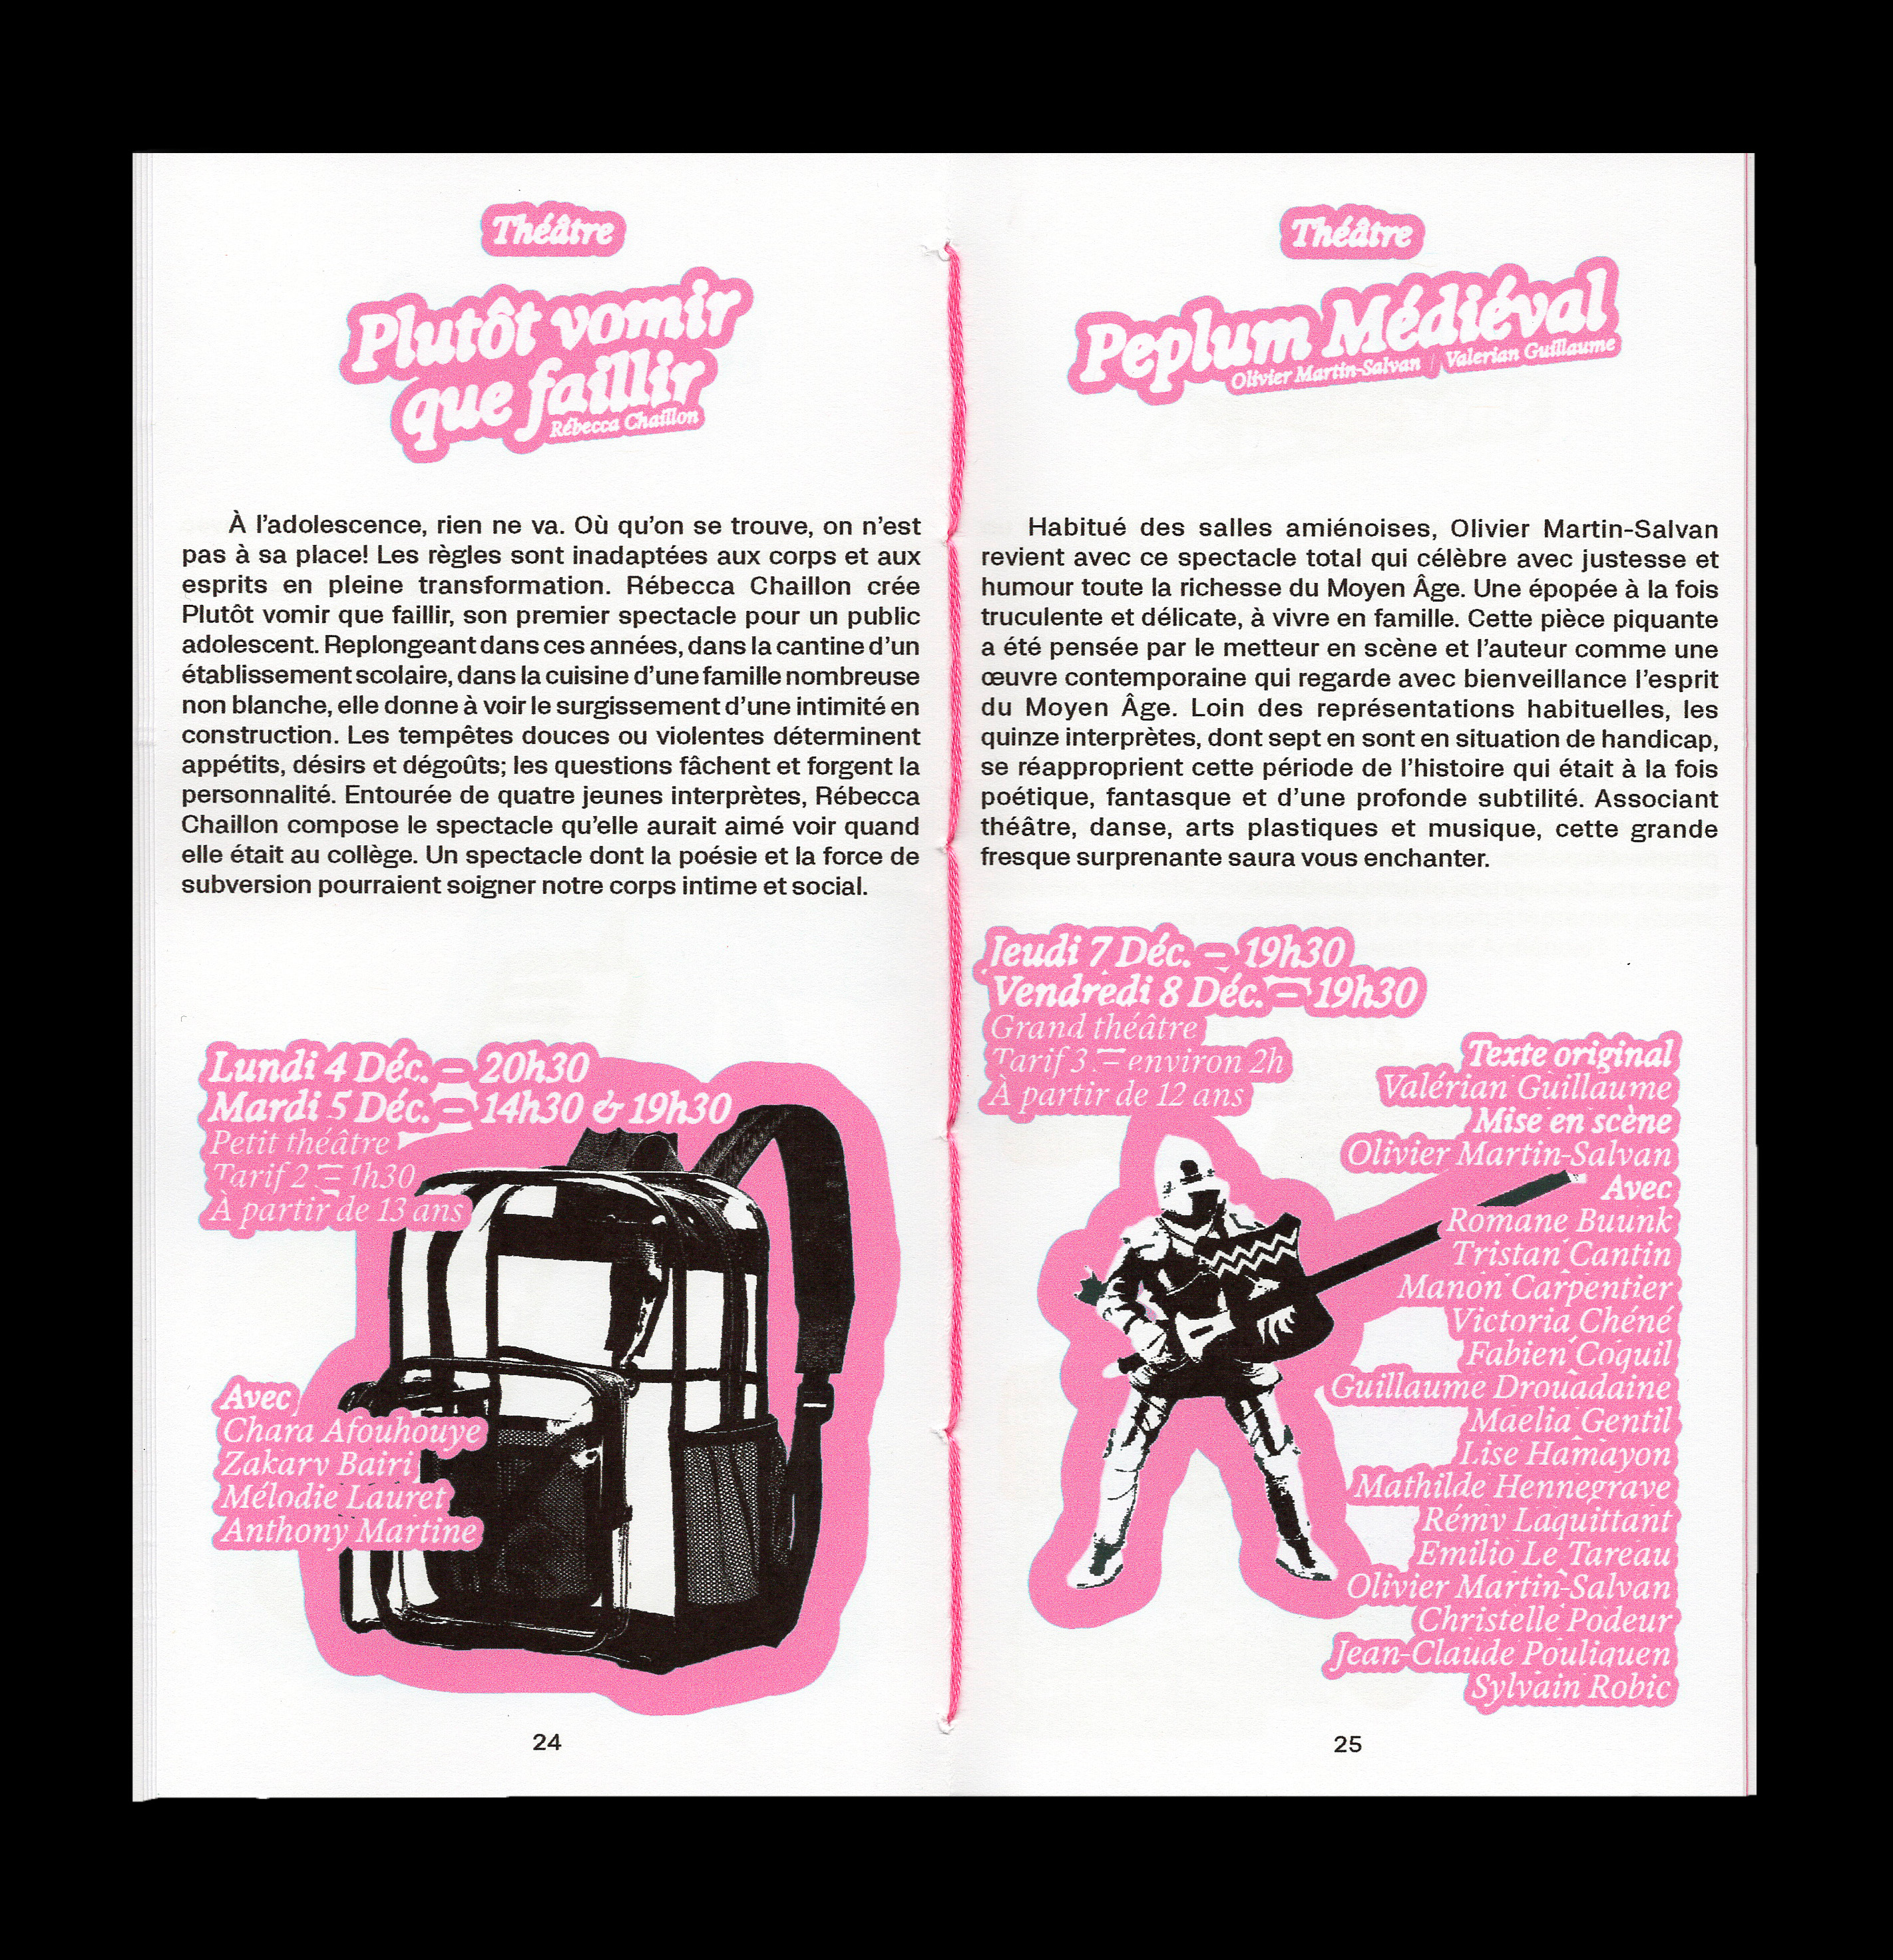 Théâtre
Plutôt vomir
que faillir
Rébecca Chaillon
À l'adolescence, rien ne va. Où qu'on se trouve, on n'est
pas à sa place! Les règles sont inadaptées aux corps et aux
esprits en pleine transformation. Rébecca Chaillon crée
Plutôt vomir que faillir, son premier spectacle pour un public
adolescent. Replongeant dans ces années, dans la cantine d'un
établissement scolaire, dans la cuisine d'une famille nombreuse
non blanche, elle donne à voir le surgissement d'une intimité en
construction. Les tempêtes douces ou violentes déterminent
appétits, désirs et dégoûts; les questions fâchent et forgent la
personnalité. Entourée de quatre jeunes interprètes, Rébecca
Chaillon compose le spectacle qu'elle aurait aimé voir quand
elle était au collège. Un spectacle dont la poésie et la force de
subversion pourraient soigner notre corps intime et social.
Lundi 4 Déc. – 20h30
Mardi 5 Déc. – 14h30 & 19h30
Petit théâtre
Tarif 2 – 1h30
À partir de 13 ans
Avec
Chara Afouhouye
Zakary Bairi
Mélodie Lauret
Anthony Martine
24
Théâtre
Peplum Médiéval
Olivier Martin-Salvan / Valerian Guillaume
Habitué des salles amiénoises, Olivier Martin-Salvan
revient avec ce spectacle total qui célèbre avec justesse et
humour toute la richesse du Moyen Âge. Une épopée à la fois
truculente et délicate, à vivre en famille. Cette pièce piquante
a été pensée par le metteur en scène et l'auteur comme une
œuvre contemporaine qui regarde avec bienveillance l'esprit
du Moyen Âge. Loin des représentations habituelles, les
quinze interprètes, dont sept en sont en situation de handicap,
se réapproprient cette période de l'histoire qui était à la fois
poétique, fantasque et d'une profonde subtilité. Associant
théâtre, danse, arts plastiques et musique, cette grande
fresque surprenante saura vous enchanter.
Jeudi 7 Déc. – 19h30
Vendredi 8 Déc. – 19h30
Grand théâtre
Tarif 3 – environ 2h
À partir de 12 ans
Texte original
Valérian Guillaume
Mise en scène
Olivier Martin-Salvan
Avec
Romane Buunk
Tristan Cantin
Manon Carpentier
Victoria Chéné
Fabien Coquil
Guillaume Drouadaine
Maelia Gentil
Lise Hamayon
Mathilde Hennegrave
Rémy Laquittant
Emilio Le Tareau
Olivier Martin-Salvan
Christelle Podeur
Jean-Claude Pouliquen
Sylvain Robic
25